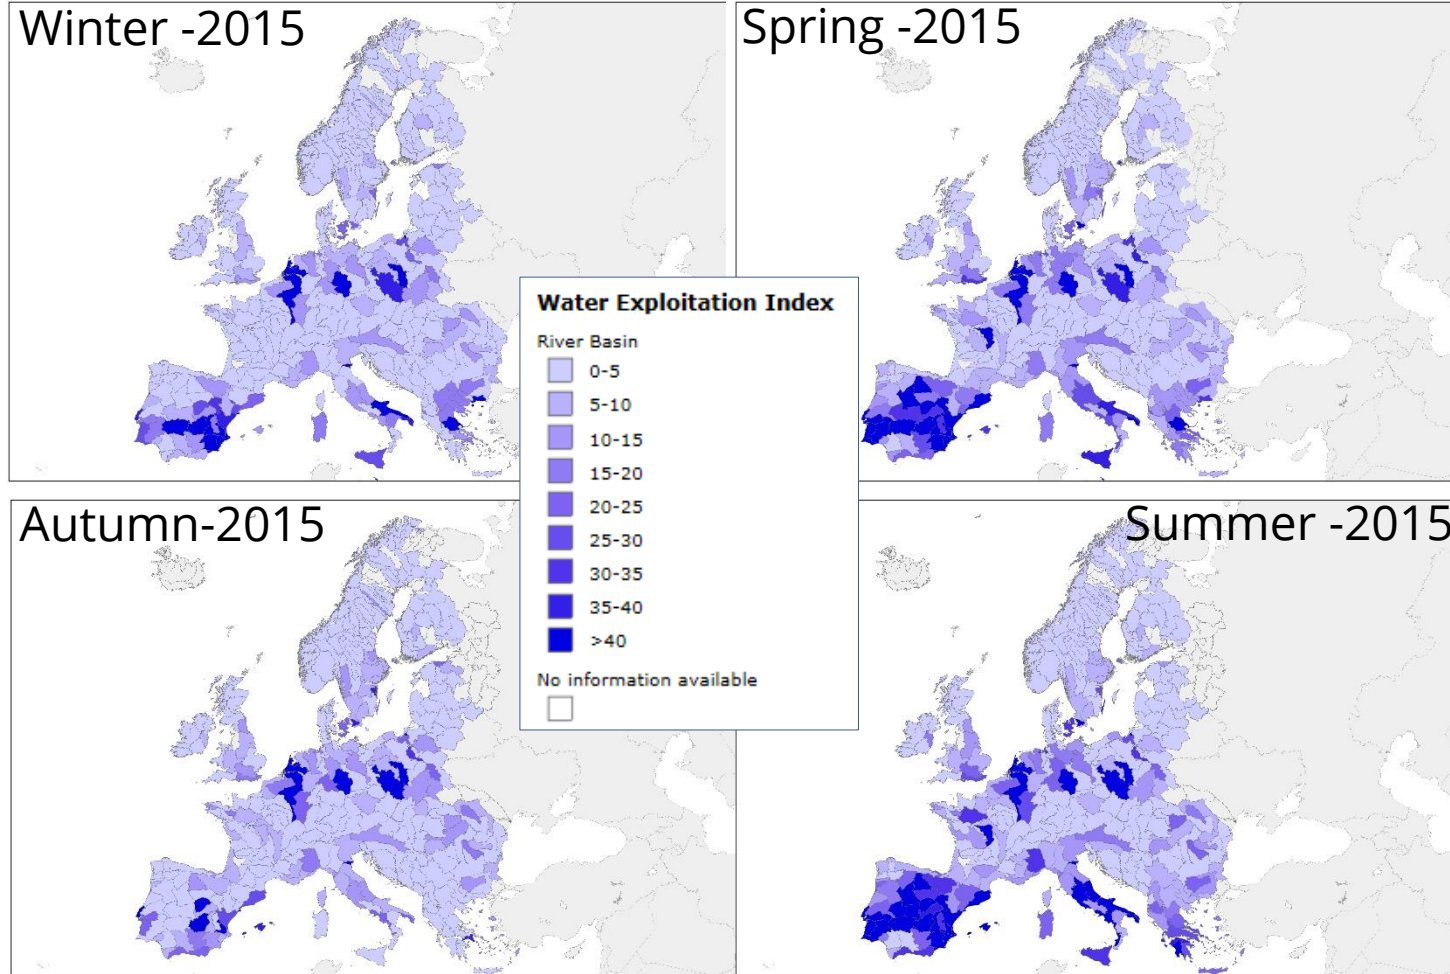 Winter -2015
Spring -2015
Water Exploitation Index
River Basin
0-5
5-10
10-15
15-20
20-25
25-30
30-35
35-40
>40
No information available
Autumn-2015
Summer -2015